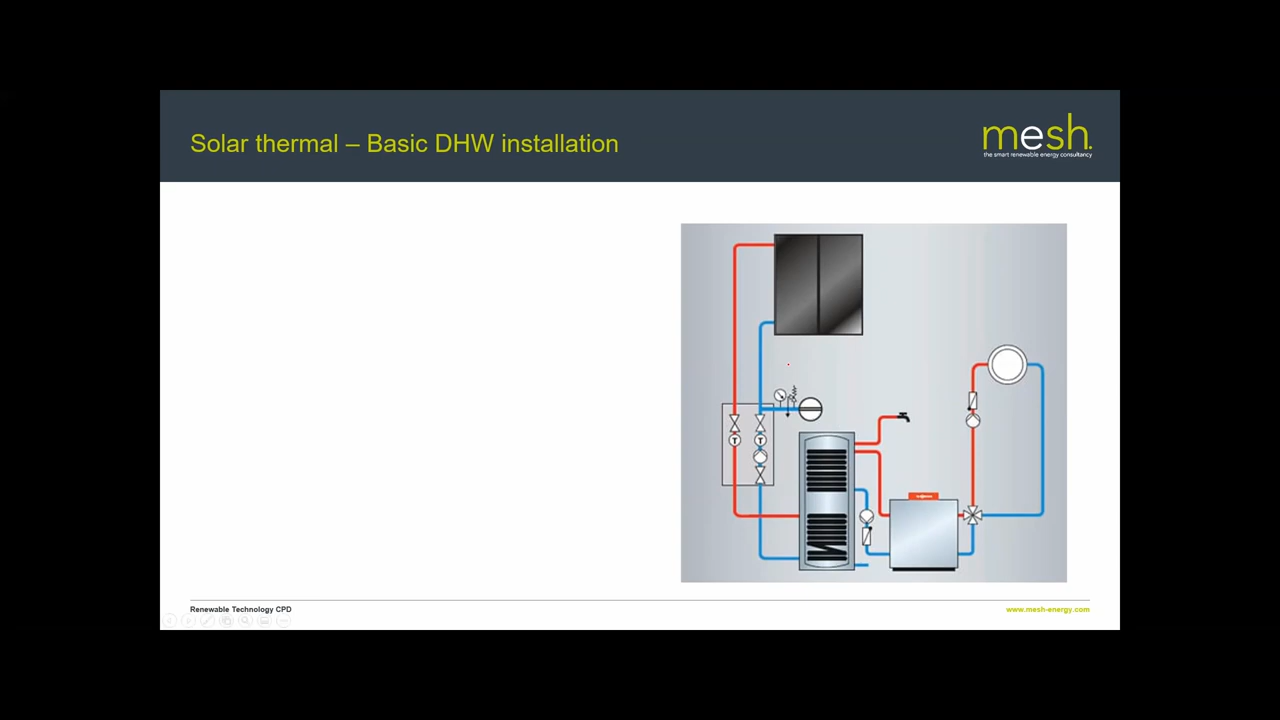 Solar thermal – Basic DHW installation
mesh.
the smart renewable energy consultancy
T
T
Renewable Technology CPD
www.mesh-energy.com